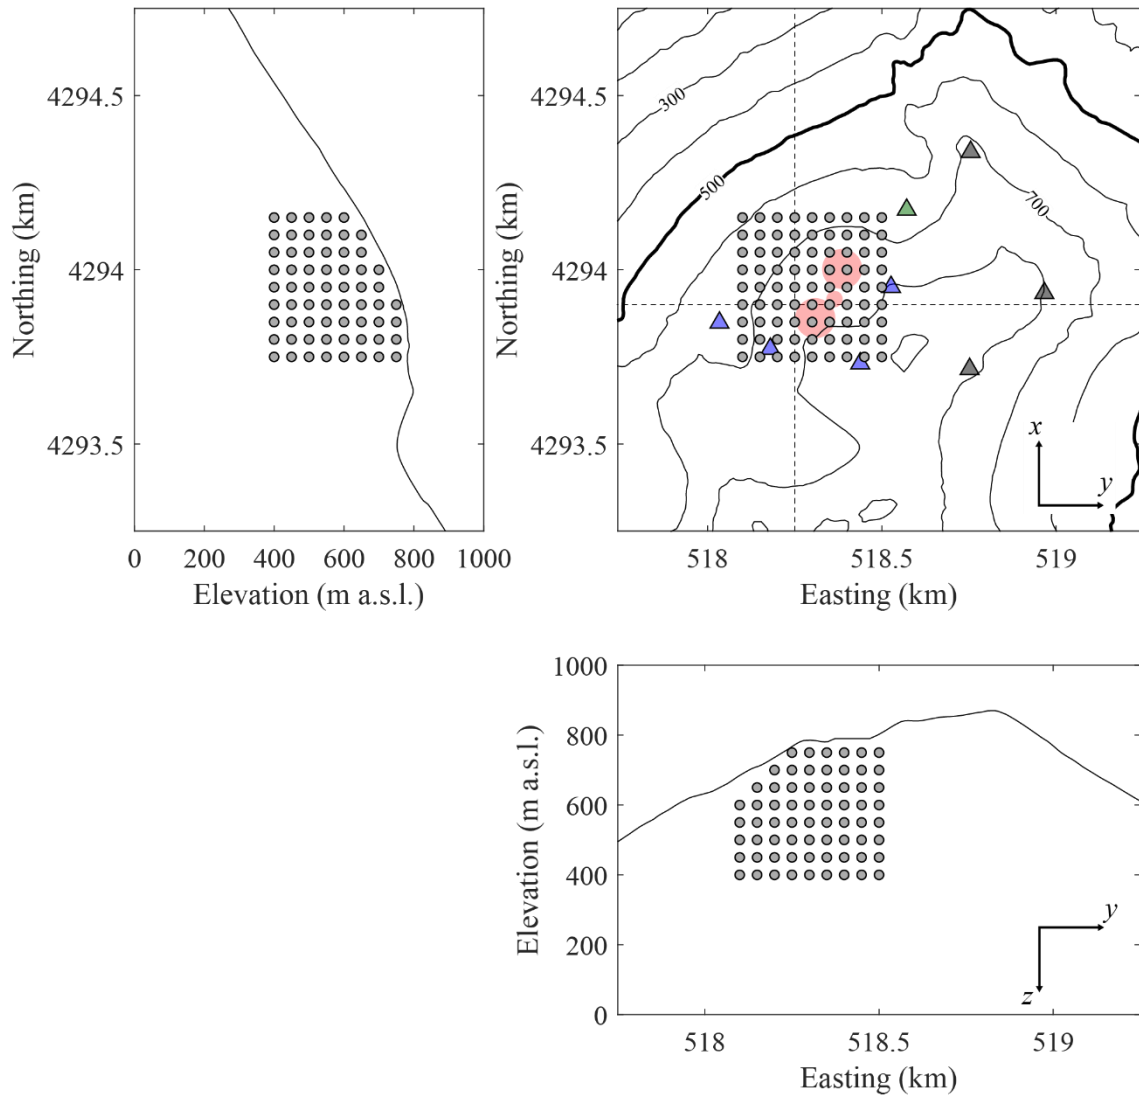 4294.5
4294
4293.5
Northing (km)
0 200 400 600 800 1000
Elevation (m a.s.l.)
4294.5
4294
4293.5
Northing (km)
300
500
700
x
y
518 518.5 519
Easting (km)
1000
800
600
400
200
0
Elevation (m a.s.l.)
y
z
518 518.5 519
Easting (km)